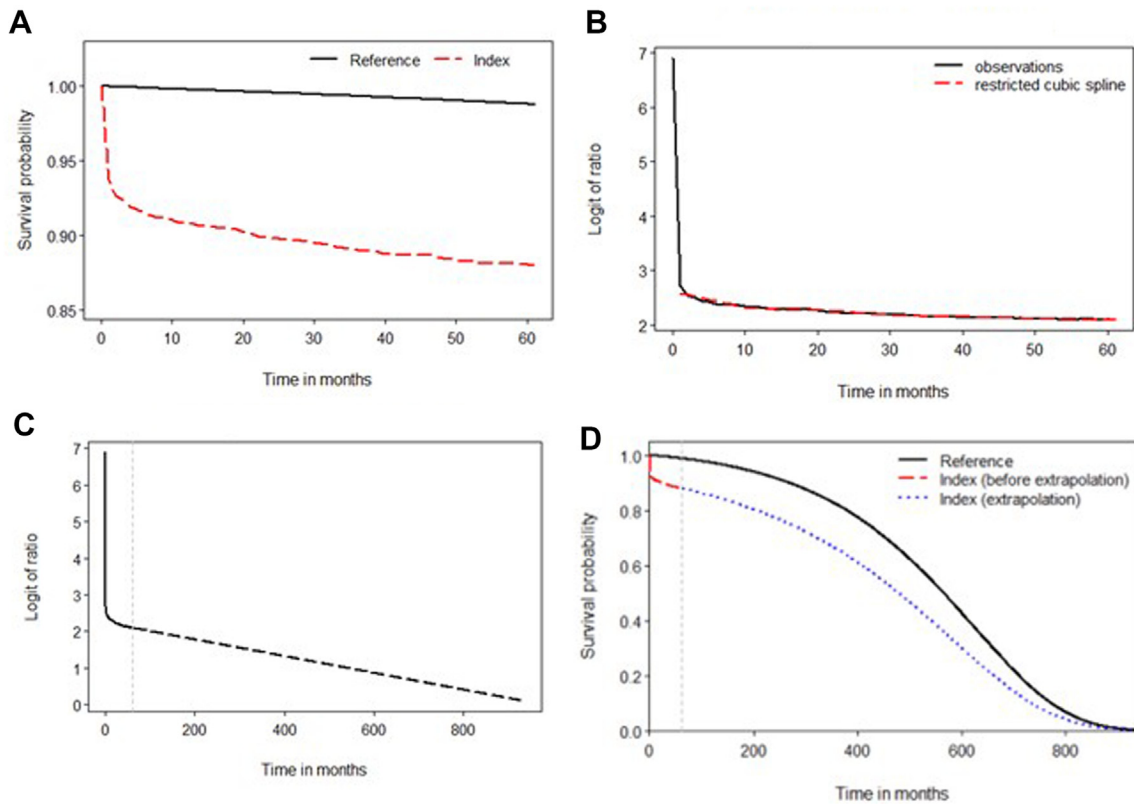 A
Reference
Index
Survival probability
1.00
0.95
0.90
0.85
0 10 20 30 40 50 60
Time in months
B
observations
restricted cubic spline
Logit of ratio
7
6
5
4
3
2
0 10 20 30 40 50 60
Time in months
C
Logit of ratio
7
6
5
4
3
2
1
0
0 200 400 600 800
Time in months
D
Reference
Index (before extrapolation)
Index (extrapolation)
Survival probability
1.0
0.8
0.6
0.4
0.2
0.0
0 200 400 600 800
Time in months